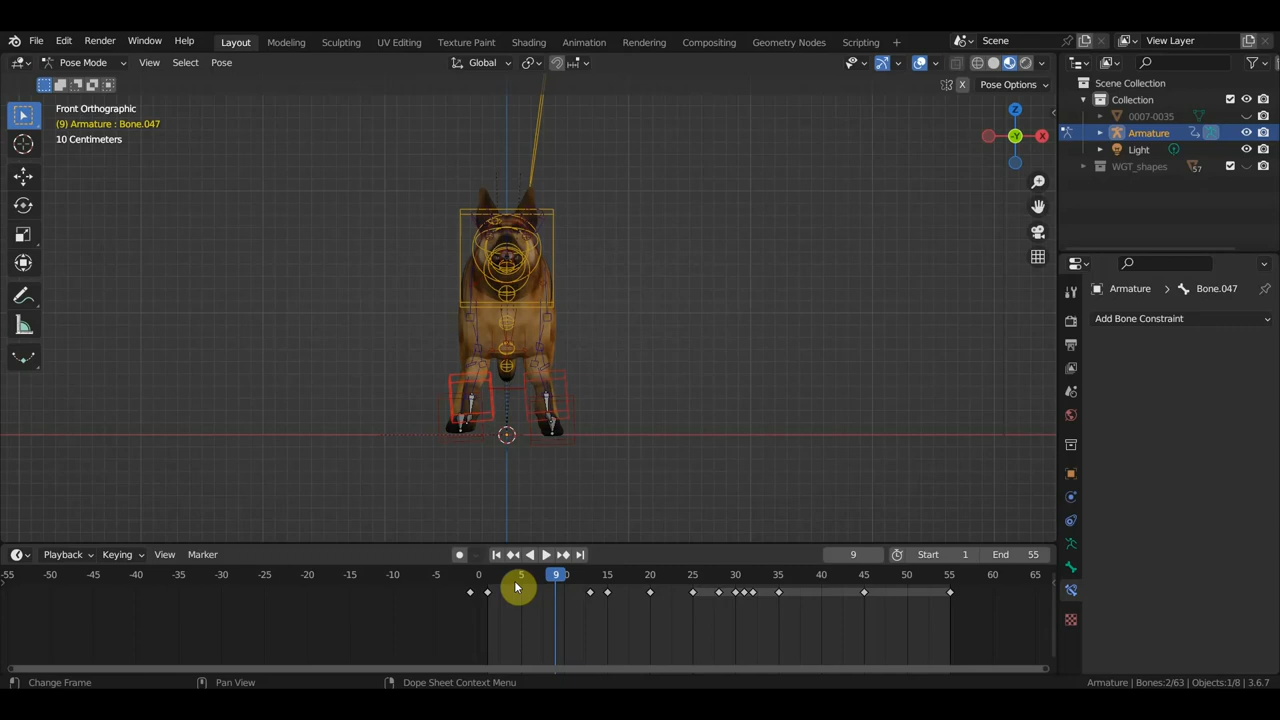 File Edit Render Window Help Layout Modeling Sculpting UV Editing Texture Paint Shading Animation Rendering Compositing Geometry Nodes Scripting + Scene View Layer
Pose Mode View Select Pose Global
X Pose Options
Front Orthographic
(9) Armature : Bone.047
10 Centimeters
Z
-Y
X
Scene Collection
Collection
0007-0035
Armature
Light
WGT_shapes 57
Armature Bone.047
Add Bone Constraint
Playback Keying View Marker 9 Start 1 End 55
-55 -50 -45 -40 -35 -30 -25 -20 -15 -10 -5 0 5 9 15 20 25 30 35 40 45 50 55 60 65
Change Frame Pan View Dope Sheet Context Menu Armature | Bones:2/63 | Objects:1/8 | 3.6.7